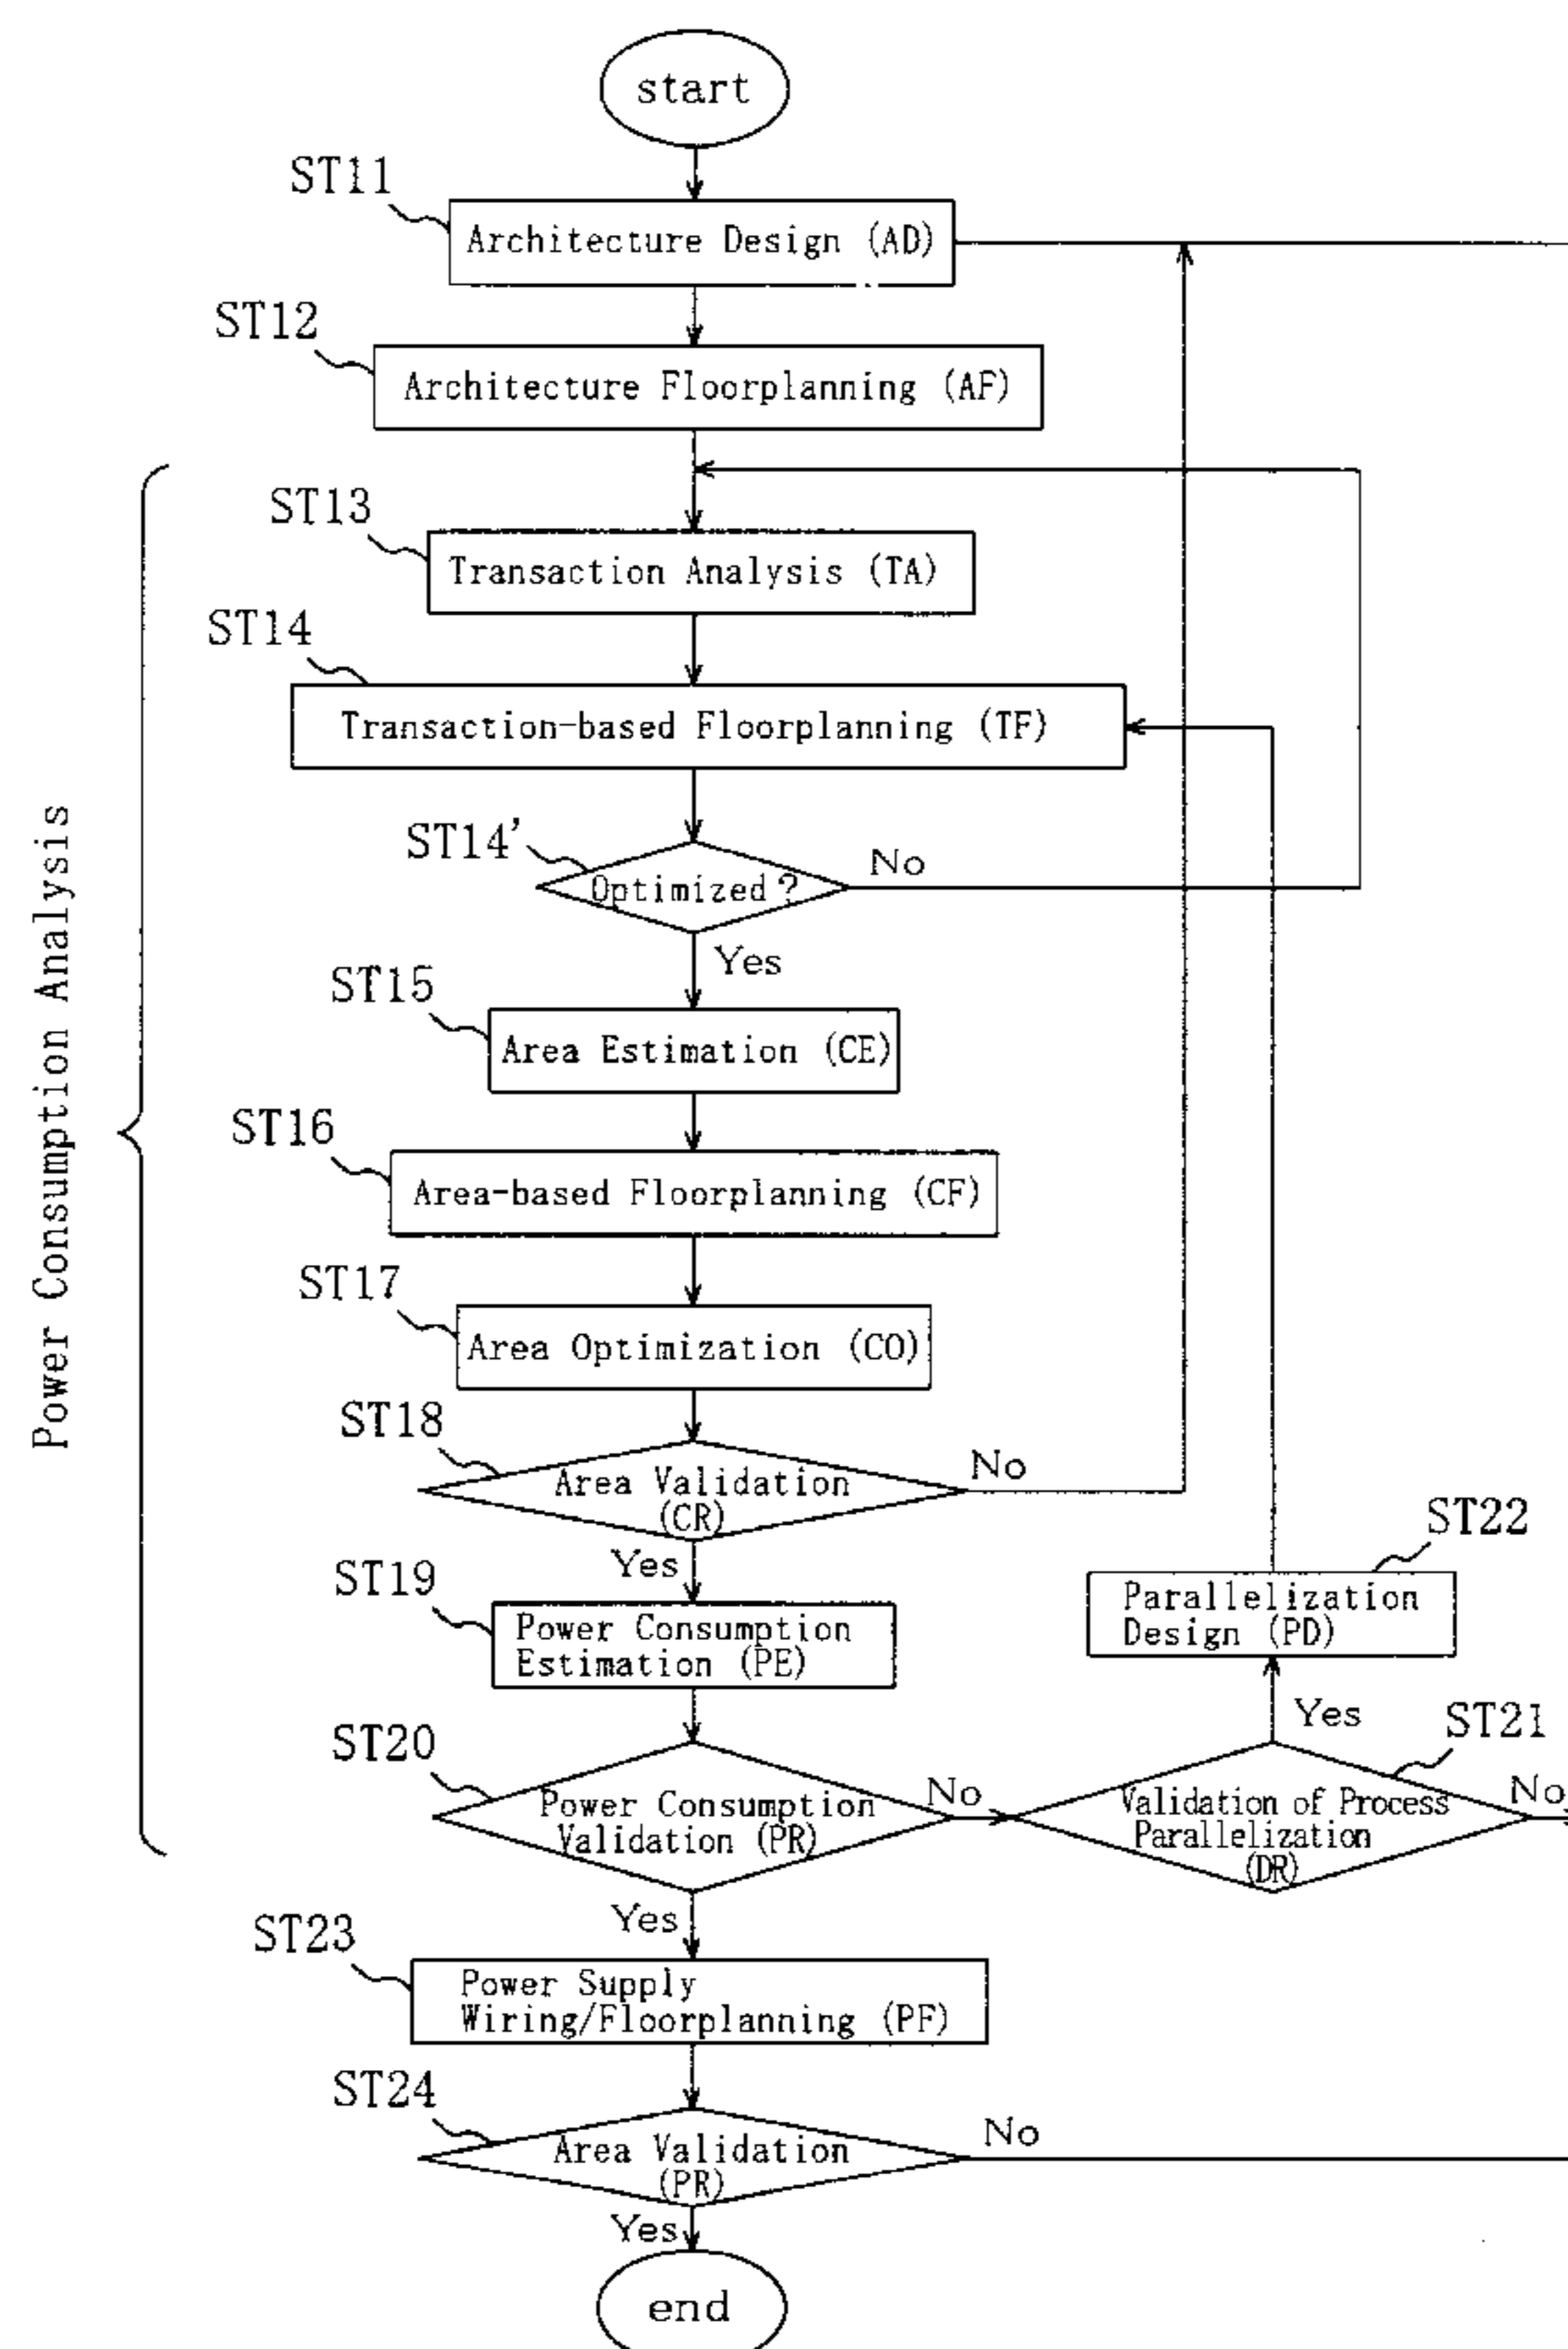 start
ST11
Architecture Design (AD)
ST12
Architecture Floorplanning (AF)
ST13
Transaction Analysis (TA)
ST14
Transaction-based Floorplanning (TF)
ST14'
Optimized?
No
Yes
ST15
Area Estimation (CE)
ST16
Area-based Floorplanning (CF)
ST17
Area Optimization (CO)
ST18
Area Validation
(CR)
No
Yes
ST19
Power Consumption
Estimation (PE)
ST20
Power Consumption
Validation (PR)
No
Yes
ST22
Parallelization
Design (PD)
Yes
ST21
Validation of Process
Parallelization
(DR)
No
ST23
Power Supply
Wiring/Floorplanning (PF)
ST24
Area Validation
(PR)
No
Yes
end
Power Consumption Analysis